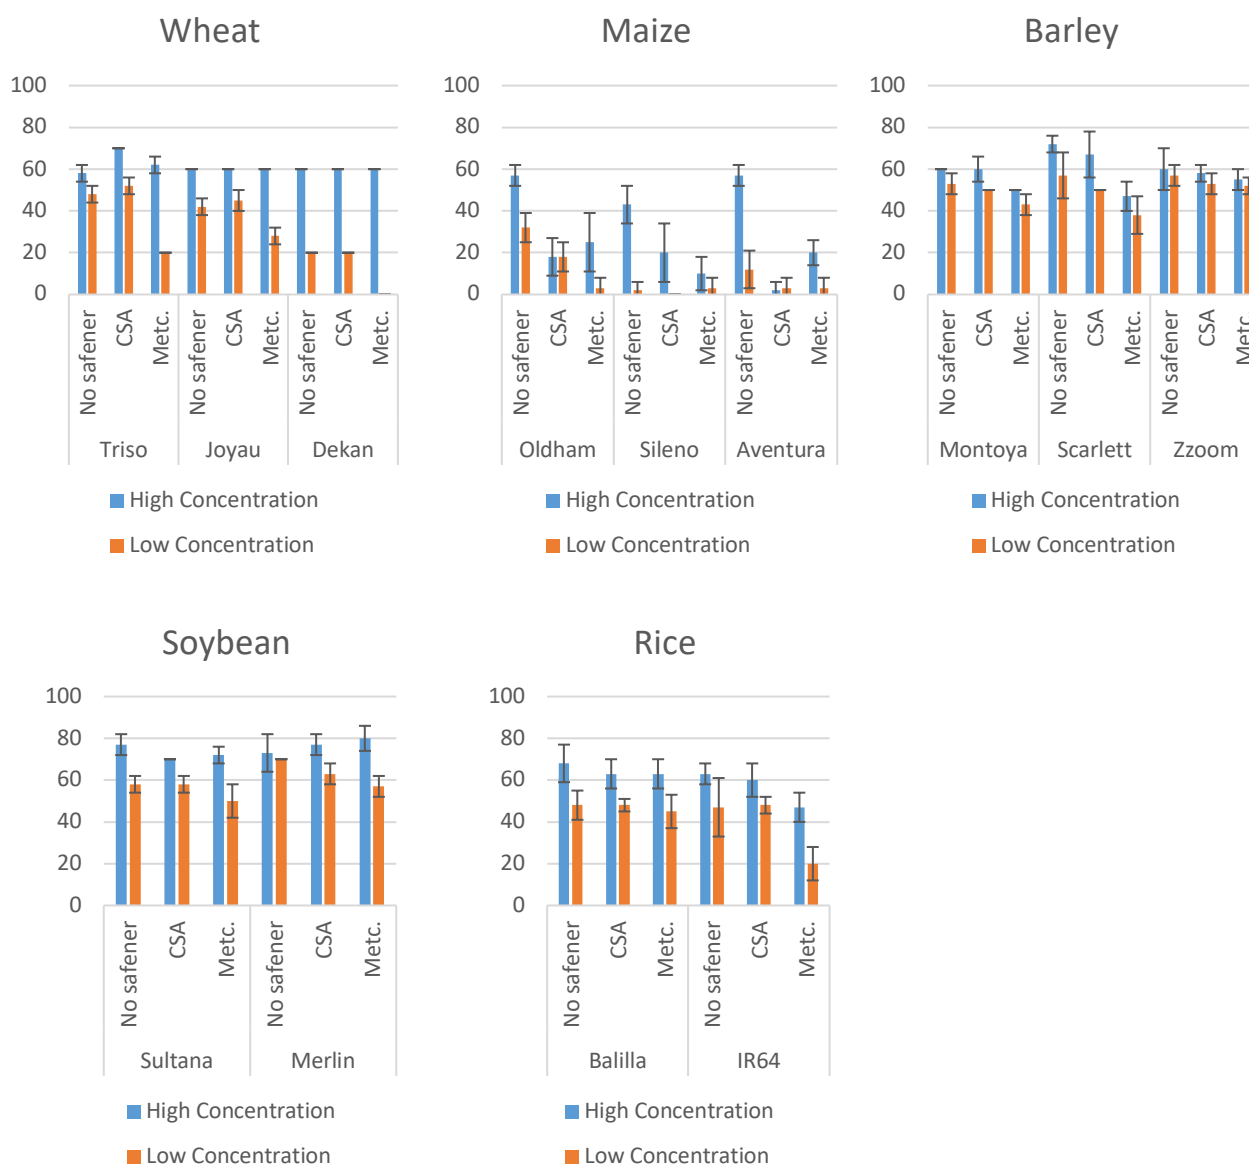 Wheat
100
80
60
40
20
0
No safener
CSA
Metc.
No safener
CSA
Metc.
No safener
CSA
Metc.
Triso
Joyau
Dekan
High Concentration
Low Concentration
Maize
100
80
60
40
20
0
No safener
CSA
Metc.
No safener
CSA
Metc.
No safener
CSA
Metc.
Oldham
Sileno
Aventura
High Concentration
Low Concentration
Barley
100
80
60
40
20
0
No safener
CSA
Metc.
No safener
CSA
Metc.
No safener
CSA
Metc.
Montoya
Scarlett
Zzoom
High Concentration
Low Concentration
Soybean
100
80
60
40
20
0
No safener
CSA
Metc.
No safener
CSA
Metc.
Sultana
Merlin
High Concentration
Low Concentration
Rice
100
80
60
40
20
0
No safener
CSA
Metc.
No safener
CSA
Metc.
Balilla
IR64
High Concentration
Low Concentration